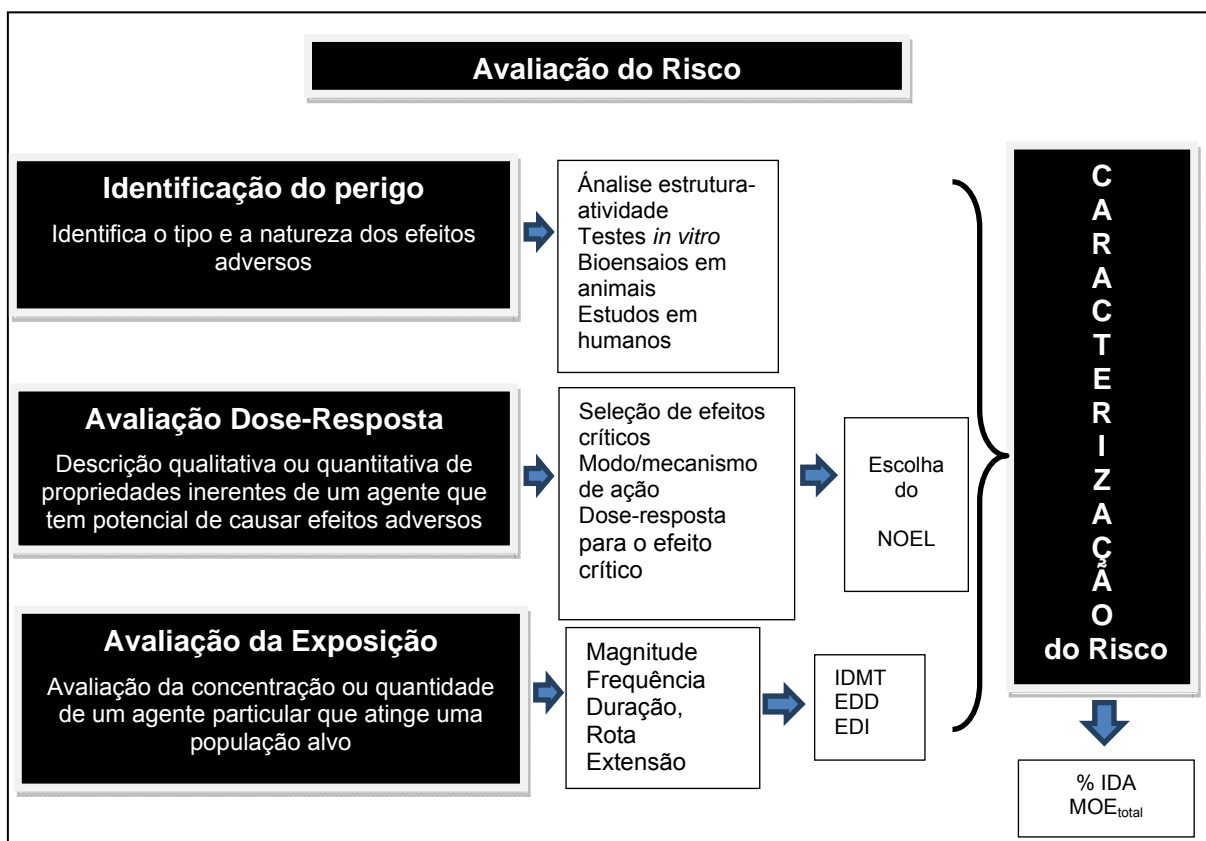 Avaliação do Risco
Identificação do perigo
Identifica o tipo e a natureza dos efeitos
adversos
Ánalise estrutura-
atividade
Testes in vitro
Bioensaios em
animais
Estudos em
humanos
Avaliação Dose-Resposta
Descrição qualitativa ou quantitativa de
propriedades inerentes de um agente que
tem potencial de causar efeitos adversos
Seleção de efeitos
críticos
Modo/mecanismo
de ação
Dose-resposta
para o efeito
crítico
Escolha
do
NOEL
Avaliação da Exposição
Avaliação da concentração ou quantidade
de um agente particular que atinge uma
população alvo
Magnitude
Frequência
Duração,
Rota
Extensão
IDMT
EDD
EDI
C
A
R
A
C
T
E
R
I
Z
A
Ç
Ã
O
do Risco
% IDA
MOEtotal